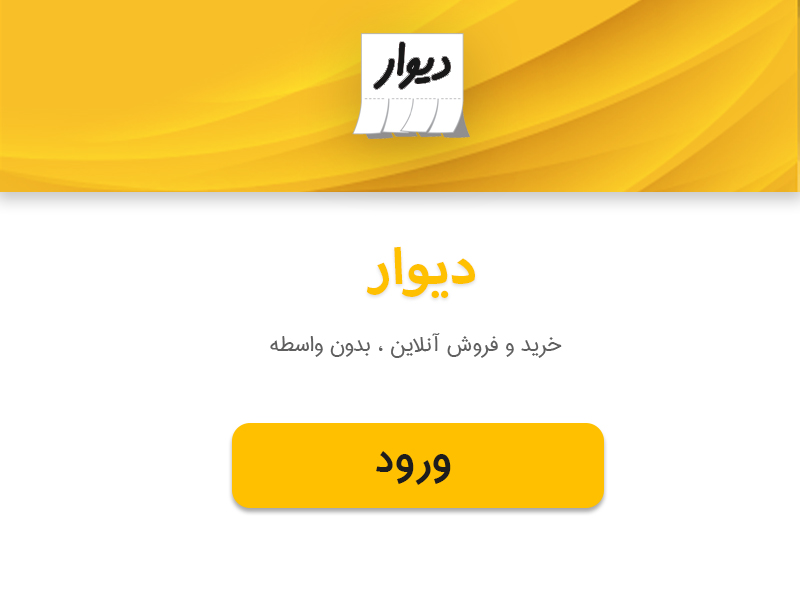 دیوار
دیوار
خرید و فروش آنلاین ، بدون واسطه
ورود